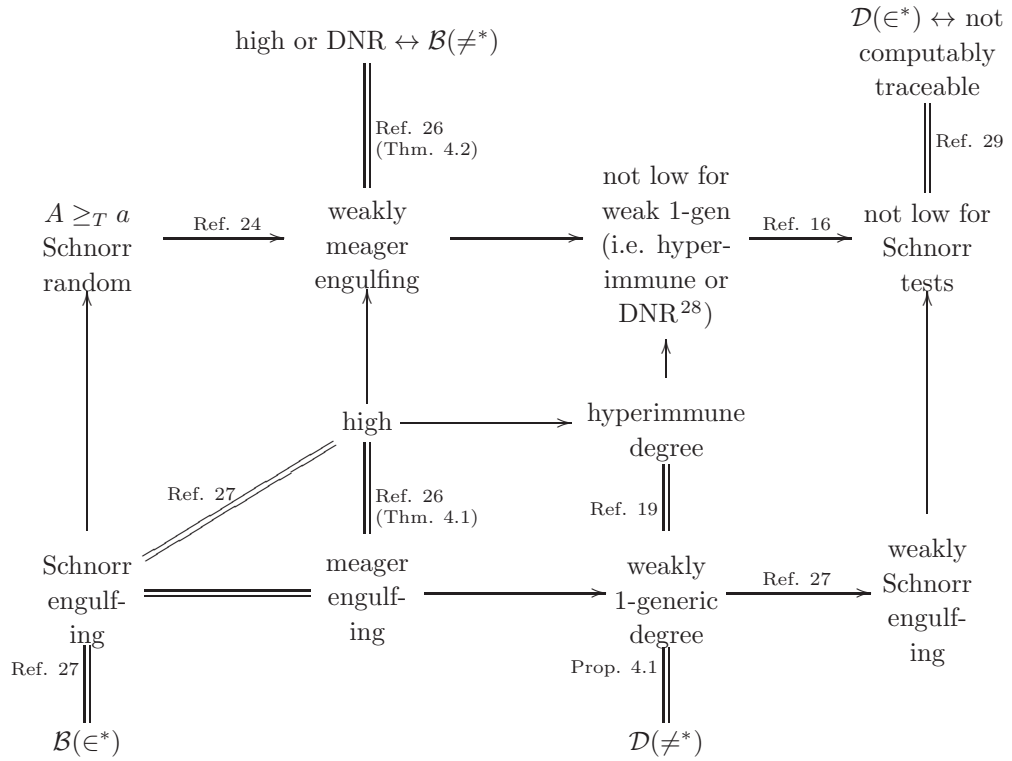 high or DNR ↔ 𝓑(≠*)
𝓓(∈*) ↔ not
computably
traceable
Ref. 26
(Thm. 4.2)
Ref. 29
A ≥_T a
Schnorr
random
Ref. 24
weakly
meager
engulfing
not low for
weak 1-gen
(i.e. hyper-
immune or
DNR²⁸)
Ref. 16
not low for
Schnorr
tests
high
hyperimmune
degree
Ref. 27
Ref. 26
(Thm. 4.1)
Ref. 19
Schnorr
engulf-
ing
meager
engulf-
ing
weakly
1-generic
degree
Ref. 27
weakly
Schnorr
engulf-
ing
Ref. 27
Prop. 4.1
𝓑(∈*)
𝓓(≠*)